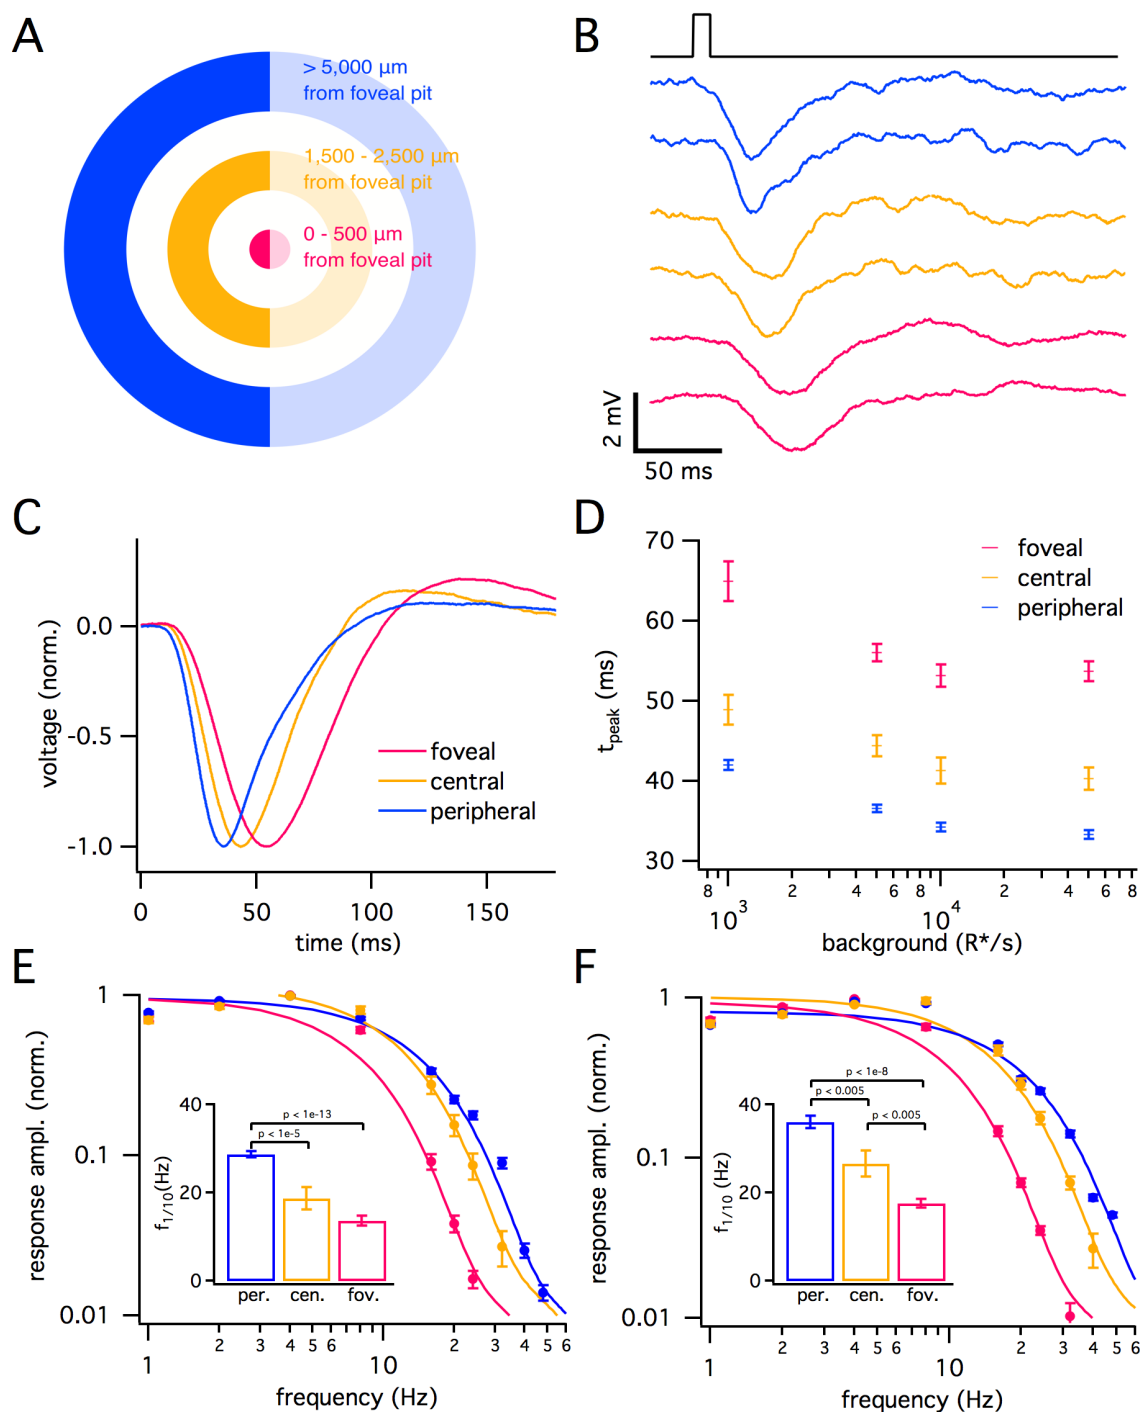 A
> 5,000 µm
from foveal pit
1,500 - 2,500 µm
from foveal pit
0 - 500 µm
from foveal pit
B
2 mV
50 ms
C
voltage (norm.)
0.0
-0.5
-1.0
foveal
central
peripheral
0 50 100 150
time (ms)
D
t peak (ms)
70
60
50
40
30
foveal
central
peripheral
8 2 4 6 8 2 4 6 8
10³ 10⁴
background (R*/s)
E
response ampl. (norm.)
1
0.1
0.01
f1/10 (Hz)
40
20
0
p < 1e-13
p < 1e-5
per. cen. fov.
2 3 4 5 6 2 3 4 5 6
1 10
frequency (Hz)
F
response ampl. (norm.)
1
0.1
0.01
f1/10 (Hz)
40
20
0
p < 1e-8
p < 0.005
p < 0.005
per. cen. fov.
2 3 4 5 6 2 3 4 5 6
1 10
frequency (Hz)